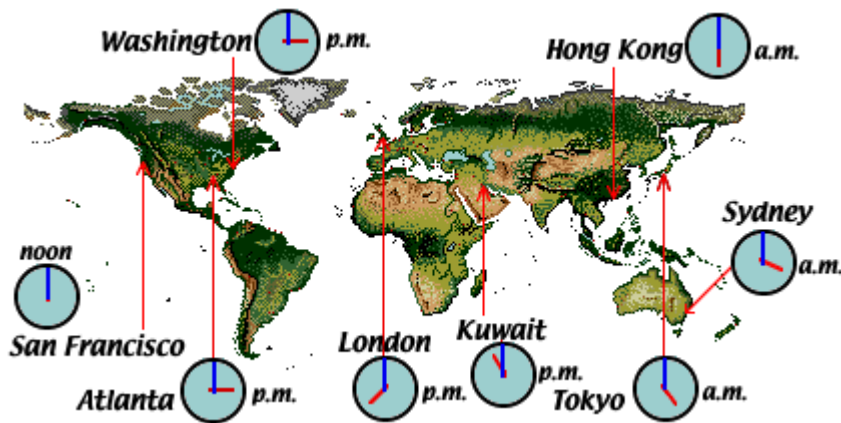 Washington p.m.
Hong Kong a.m.
Sydney
a.m.
noon
San Francisco
London
Kuwait
Atlanta p.m.
p.m.
p.m.
Tokyo a.m.